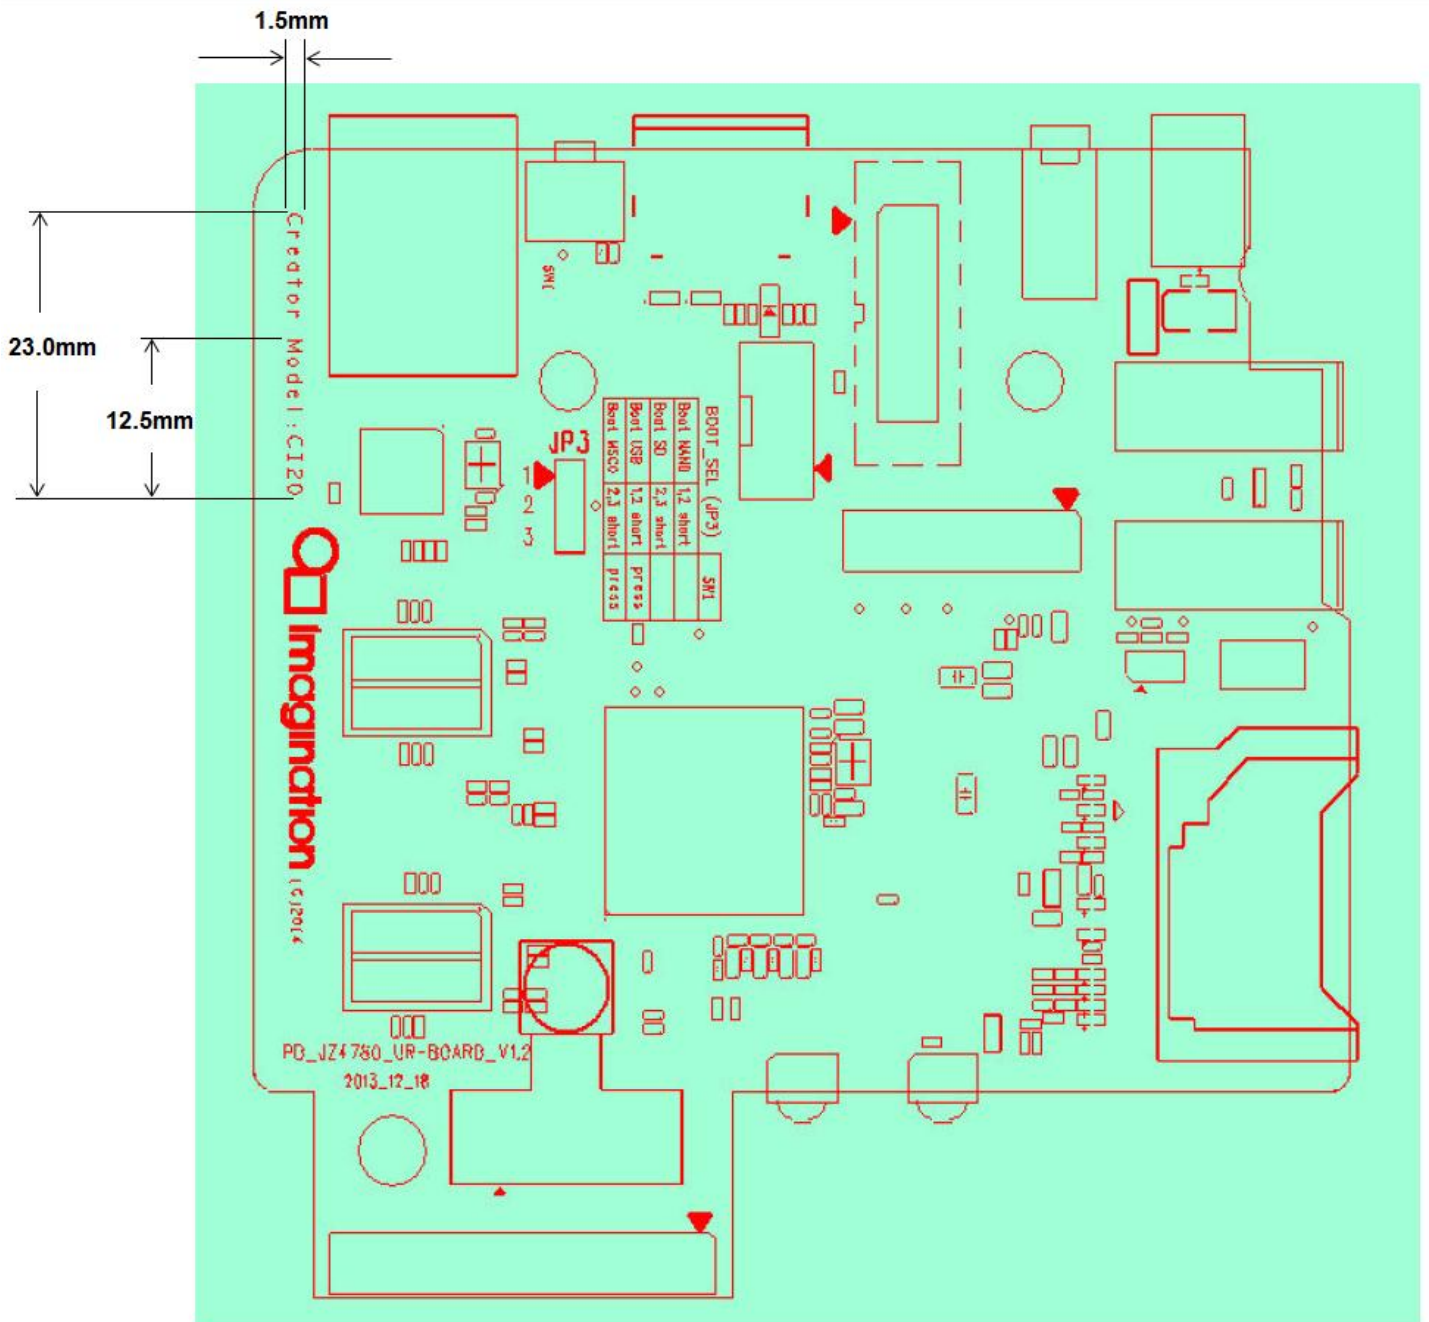 1.5mm
23.0mm
12.5mm
Creator Model:CI20
SW1
JP3
1
2
3
BOOT_SEL (JP3) SW1
Boot NAND 1,2 short
Boot SD 2,3 short
Boot USB 1,2 short press
Boot MSC0 2,3 short press
Imagination
(C)2014
PD_JZ4780_UR-BOARD_V1.2
2013_12_18